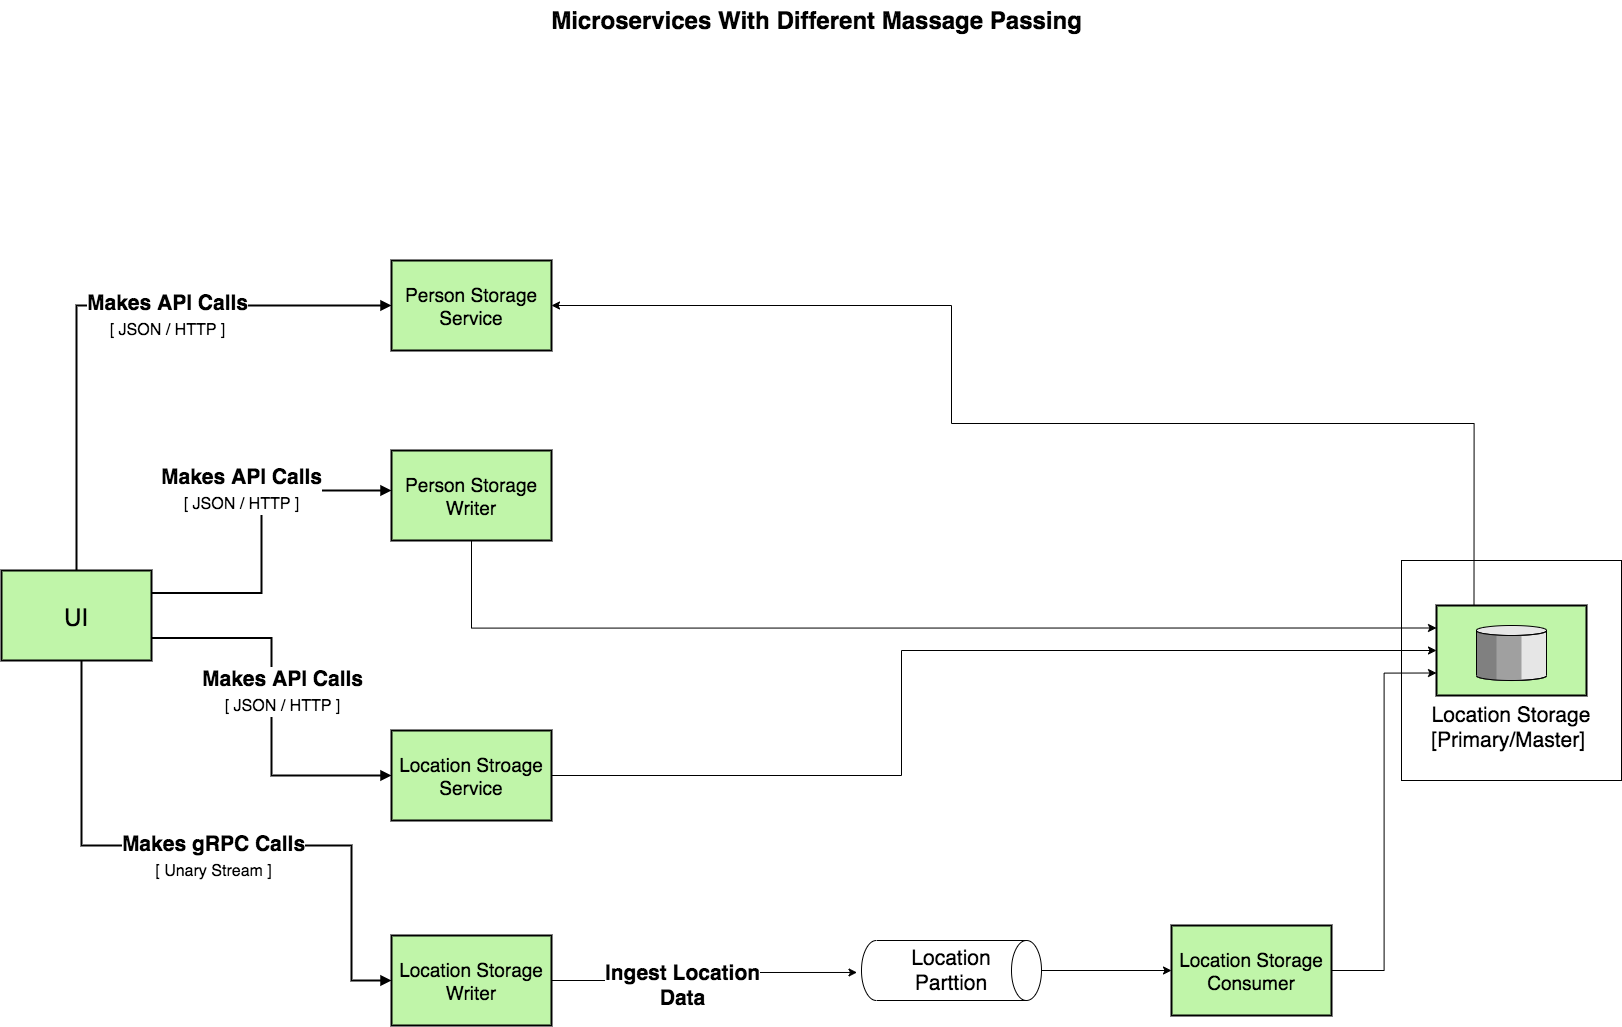 Microservices With Different Massage Passing
Makes API Calls
[ JSON / HTTP ]
Person Storage
Service
Makes API Calls
[ JSON / HTTP ]
Person Storage
Writer
UI
Makes API Calls
[ JSON / HTTP ]
Location Stroage
Service
Location Storage
[Primary/Master]
Makes gRPC Calls
[ Unary Stream ]
Location Storage
Writer
Ingest Location
Data
Location
Parttion
Location Storage
Consumer